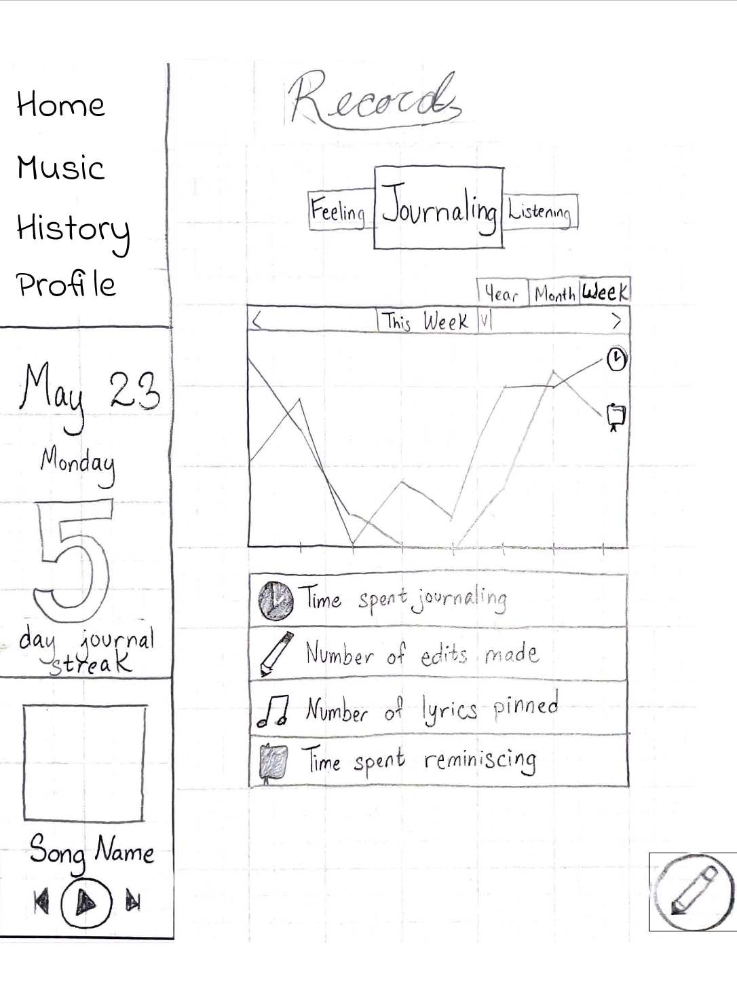 Home
Music
History
Profile
May 23
Monday
5
day journal
streak
Song Name
Records
Feeling
Journaling
Listening
Year Month Week
< This Week v >
Time spent journaling
Number of edits made
Number of lyrics pinned
Time spent reminiscing